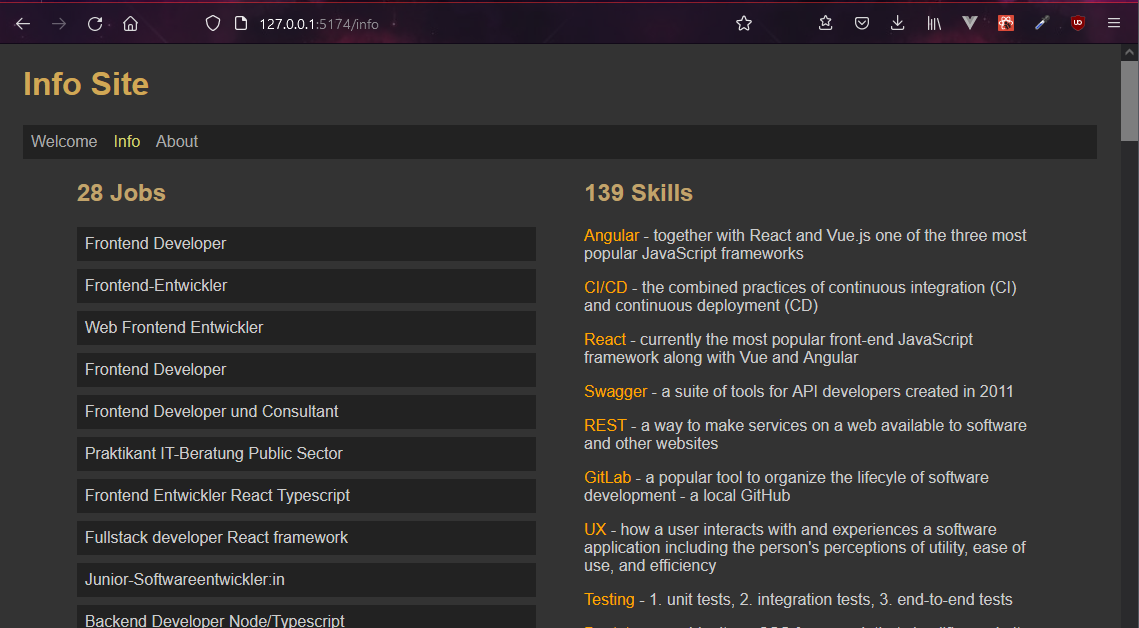 127.0.0.1:5174/info
Info Site
Welcome Info About
28 Jobs
Frontend Developer
Frontend-Entwickler
Web Frontend Entwickler
Frontend Developer
Frontend Developer und Consultant
Praktikant IT-Beratung Public Sector
Frontend Entwickler React Typescript
Fullstack developer React framework
Junior-Softwareentwickler:in
Backend Developer Node/Typescript
139 Skills
Angular - together with React and Vue.js one of the three most
popular JavaScript frameworks
CI/CD - the combined practices of continuous integration (CI)
and continuous deployment (CD)
React - currently the most popular front-end JavaScript
framework along with Vue and Angular
Swagger - a suite of tools for API developers created in 2011
REST - a way to make services on a web available to software
and other websites
GitLab - a popular tool to organize the lifecyle of software
development - a local GitHub
UX - how a user interacts with and experiences a software
application including the person's perceptions of utility, ease of
use, and efficiency
Testing - 1. unit tests, 2. integration tests, 3. end-to-end tests